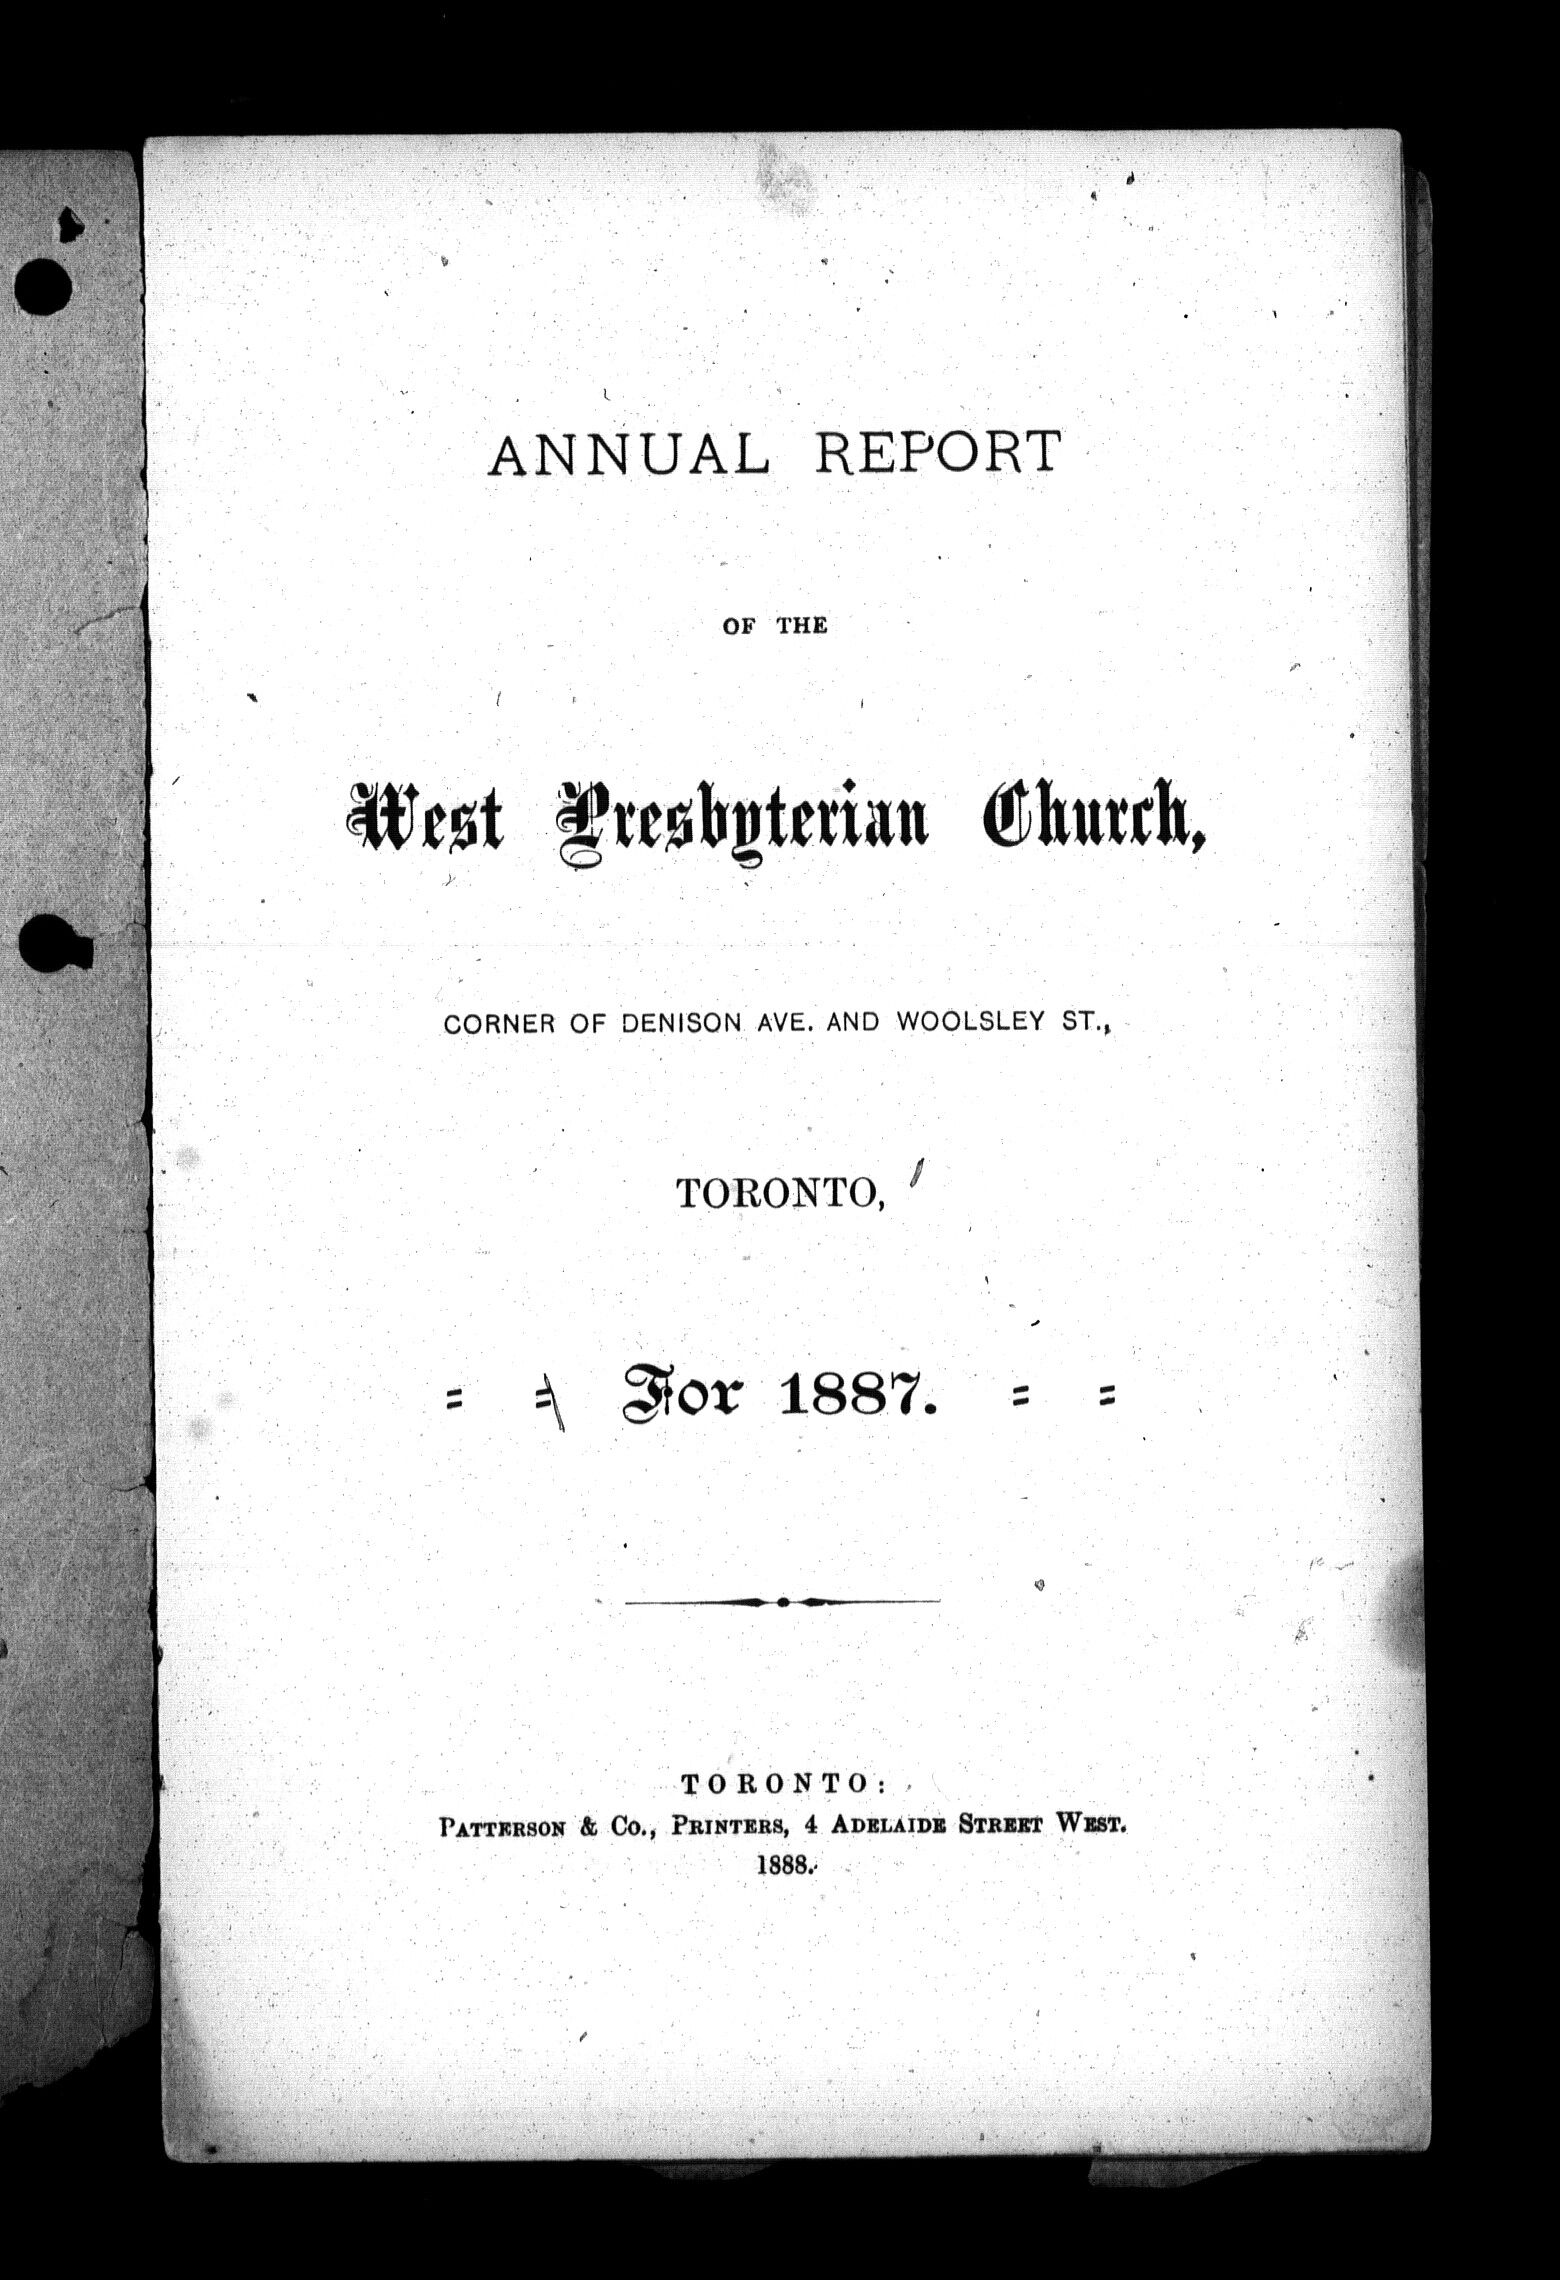 ANNUAL REPORT
OF THE
West Presbyterian Church,
CORNER OF DENISON AVE. AND WOOLSLEY ST.,
TORONTO,
= = For 1887. = =
TORONTO:
PATTERSON & CO., PRINTERS, 4 ADELAIDE STREET WEST.
1888.